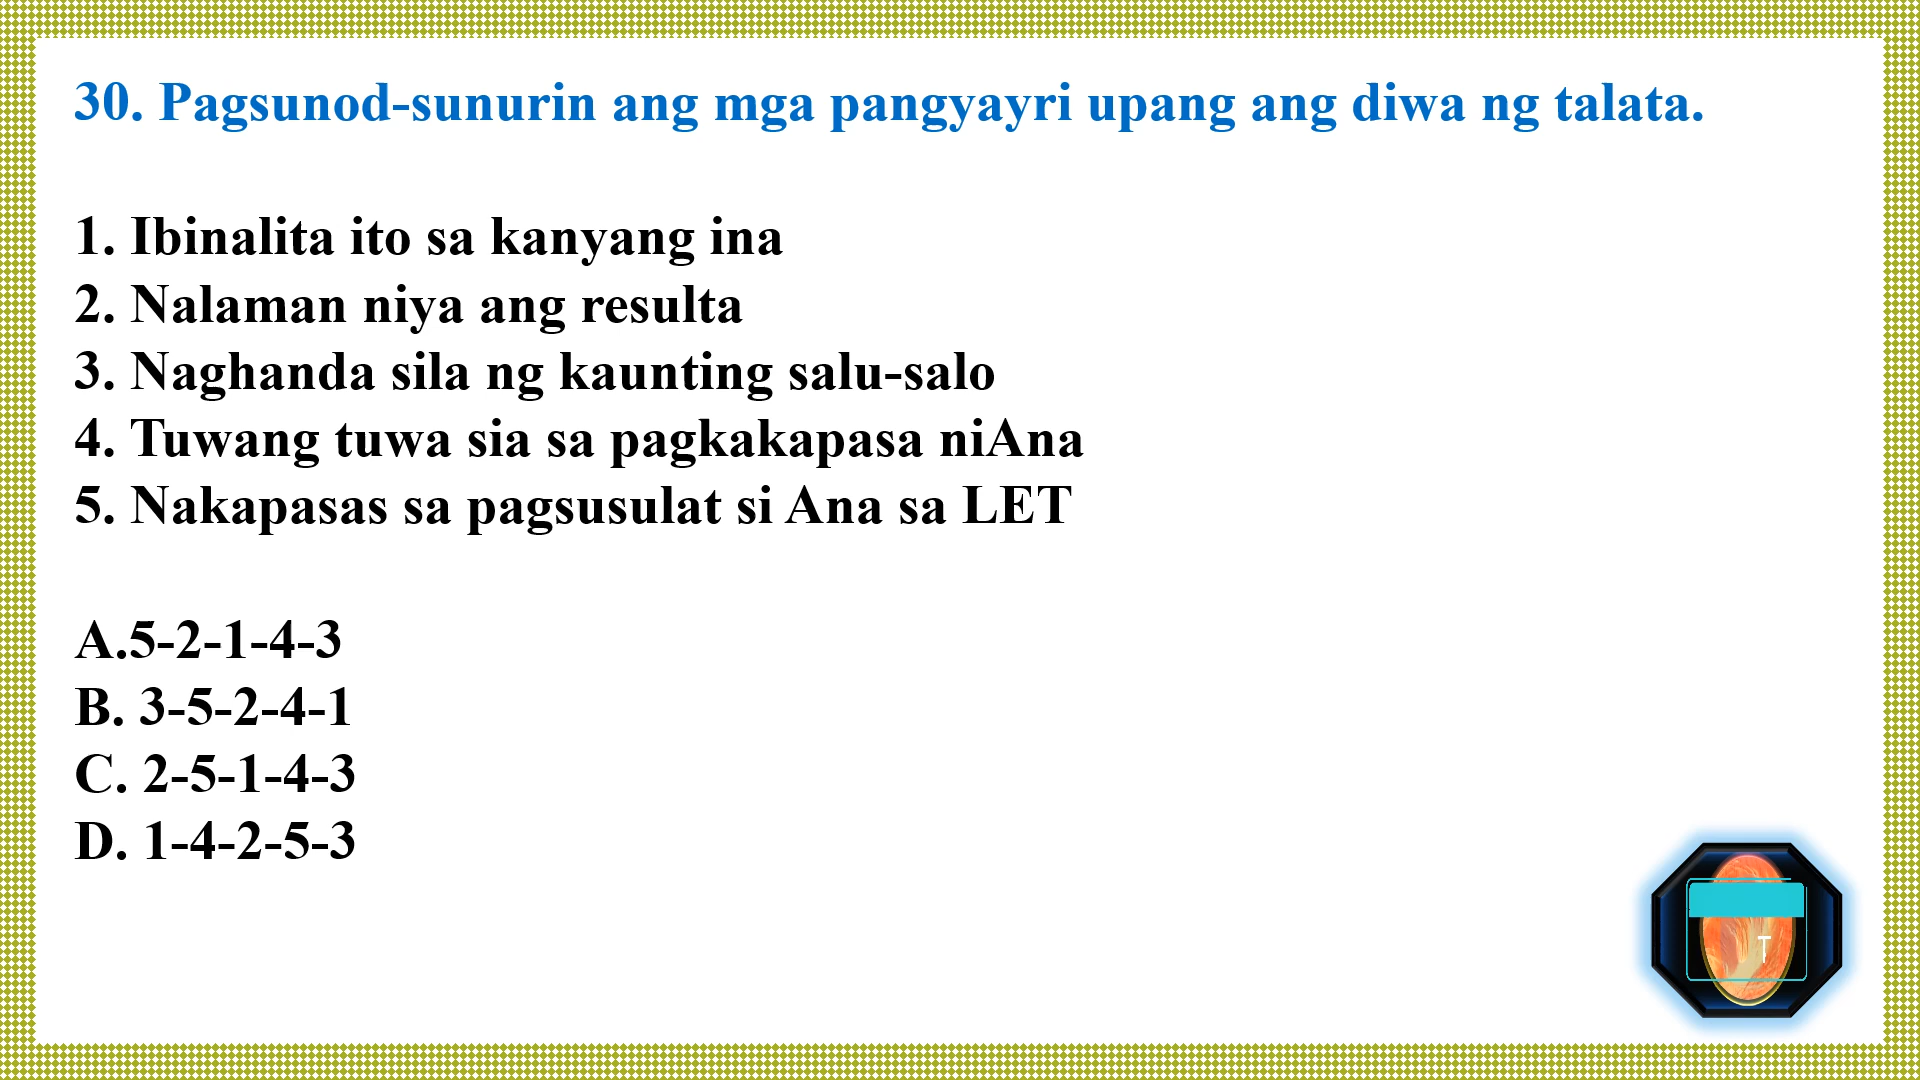 30. Pagsunod-sunurin ang mga pangyayri upang ang diwa ng talata.
1. Ibinalita ito sa kanyang ina
2. Nalaman niya ang resulta
3. Naghanda sila ng kaunting salu-salo
4. Tuwang tuwa sia sa pagkakapasa niAna
5. Nakapasas sa pagsusulat si Ana sa LET
A.5-2-1-4-3
B. 3-5-2-4-1
C. 2-5-1-4-3
D. 1-4-2-5-3
T